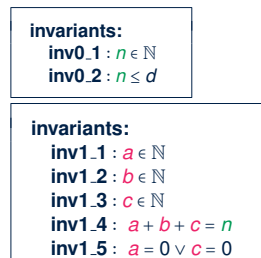 invariants:
inv0_1 : n ∈ ℕ
inv0_2 : n ≤ d
invariants:
inv1_1 : a ∈ ℕ
inv1_2 : b ∈ ℕ
inv1_3 : c ∈ ℕ
inv1_4 : a + b + c = n
inv1_5 : a = 0 ∨ c = 0